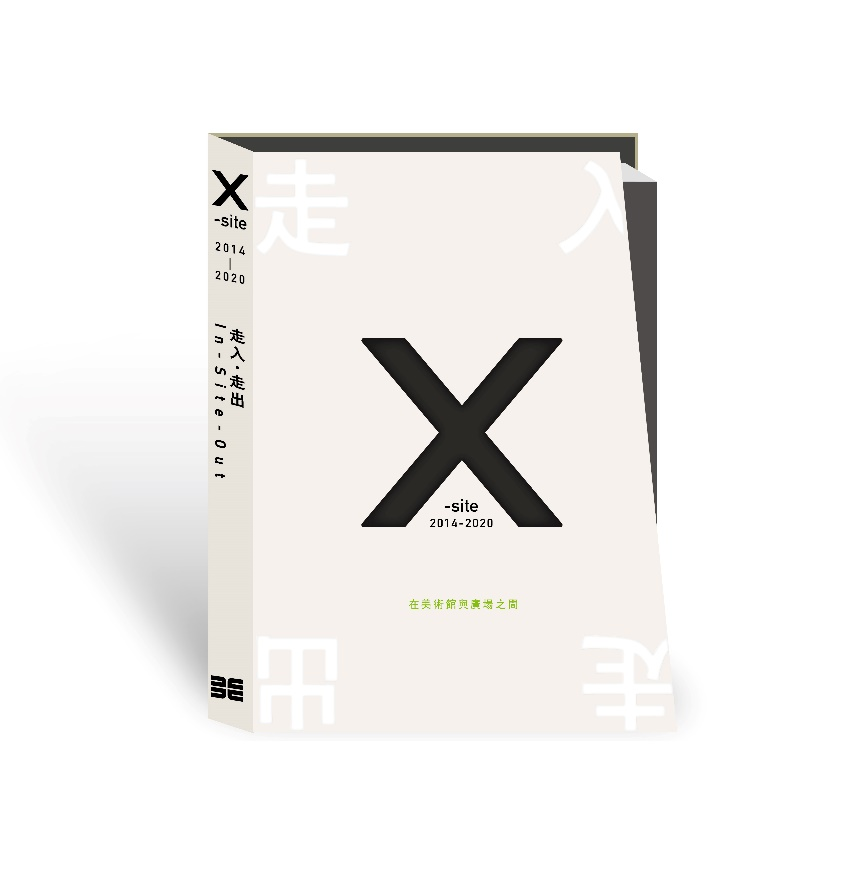 X
-site
2014
|
2020
走入·走出
In-Site-Out
走
入
X
-site
2014-2020
在美術館與廣場之間
出
走